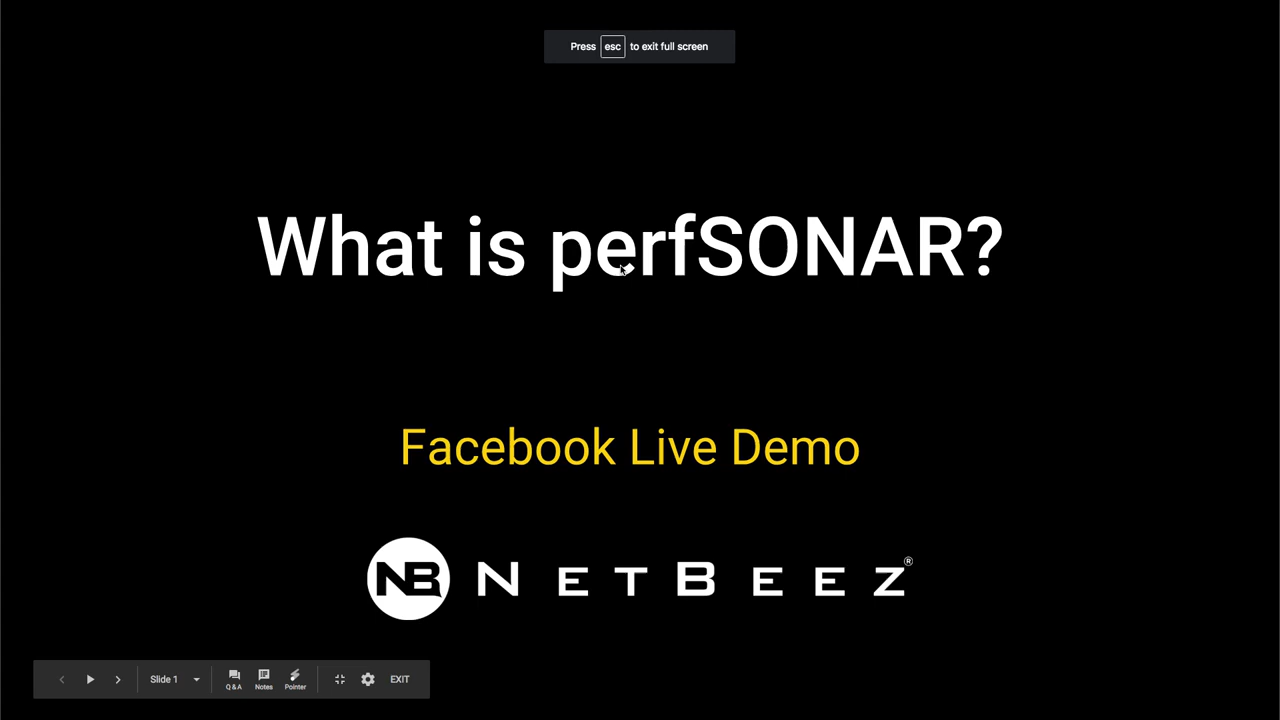 Press esc to exit full screen
What is perfSONAR?
Facebook Live Demo
NB NETBEEZ®
Slide 1 Q&A Notes Pointer EXIT